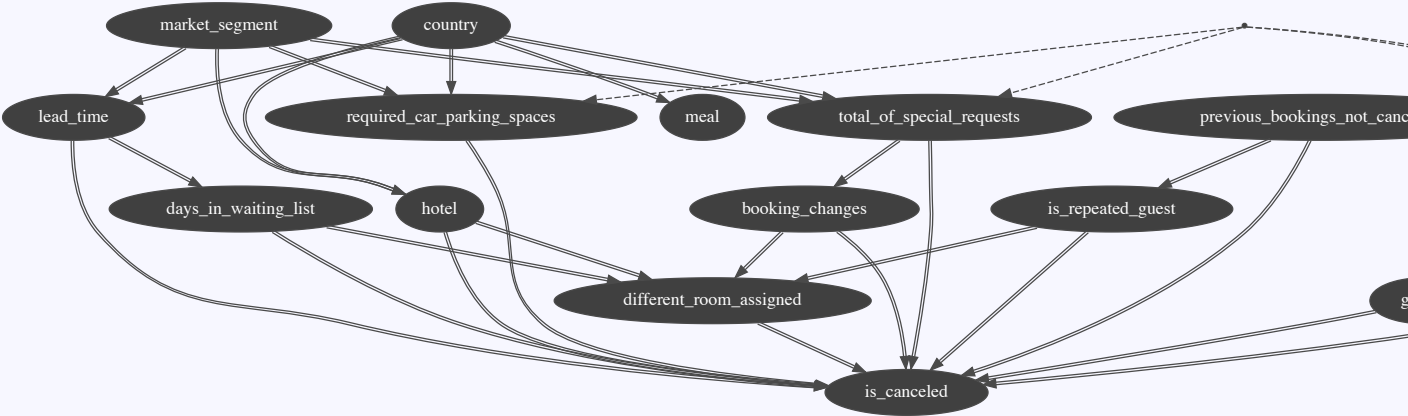 market_segment
country
lead_time
required_car_parking_spaces
meal
total_of_special_requests
days_in_waiting_list
hotel
booking_changes
is_repeated_guest
different_room_assigned
is_canceled